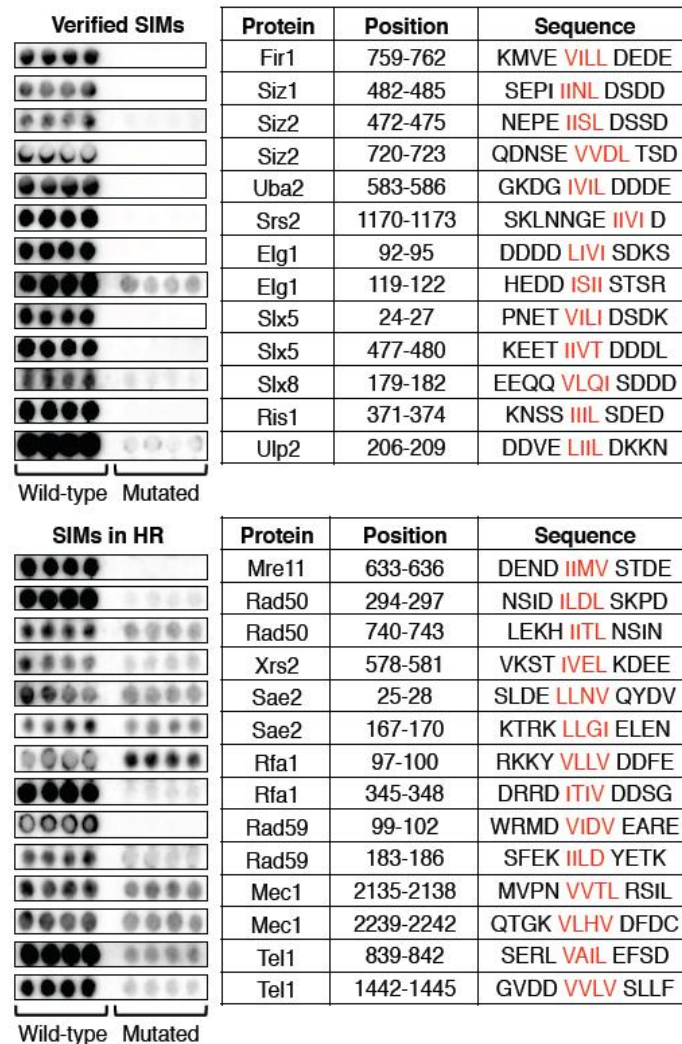 Verified SIMs Protein Position Sequence
Fir1 759-762 KMVE VILL DEDE
Siz1 482-485 SEPI IINL DSDD
Siz2 472-475 NEPE IISL DSSD
Siz2 720-723 QDNSE VVDL TSD
Uba2 583-586 GKDG IVIL DDDE
Srs2 1170-1173 SKLNNGE IIVI D
Elg1 92-95 DDDD LIVI SDKS
Elg1 119-122 HEDD ISII STSR
Slx5 24-27 PNET VILI DSDK
Slx5 477-480 KEET IIVT DDDL
Slx8 179-182 EEQQ VLQI SDDD
Ris1 371-374 KNSS IIIL SDED
Ulp2 206-209 DDVE LIIL DKKN
Wild-type Mutated
SIMs in HR Protein Position Sequence
Mre11 633-636 DEND IIMV STDE
Rad50 294-297 NSID ILDL SKPD
Rad50 740-743 LEKH IITL NSIN
Xrs2 578-581 VKST IVEL KDEE
Sae2 25-28 SLDE LLNV QYDV
Sae2 167-170 KTRK LLGI ELEN
Rfa1 97-100 RKKY VLLV DDFE
Rfa1 345-348 DRRD ITIV DDSG
Rad59 99-102 WRMD VIDV EARE
Rad59 183-186 SFEK IILD YETK
Mec1 2135-2138 MVPN VVTL RSIL
Mec1 2239-2242 QTGK VLHV DFDC
Tel1 839-842 SERL VAIL EFSD
Tel1 1442-1445 GVDD VVLV SLLF
Wild-type Mutated